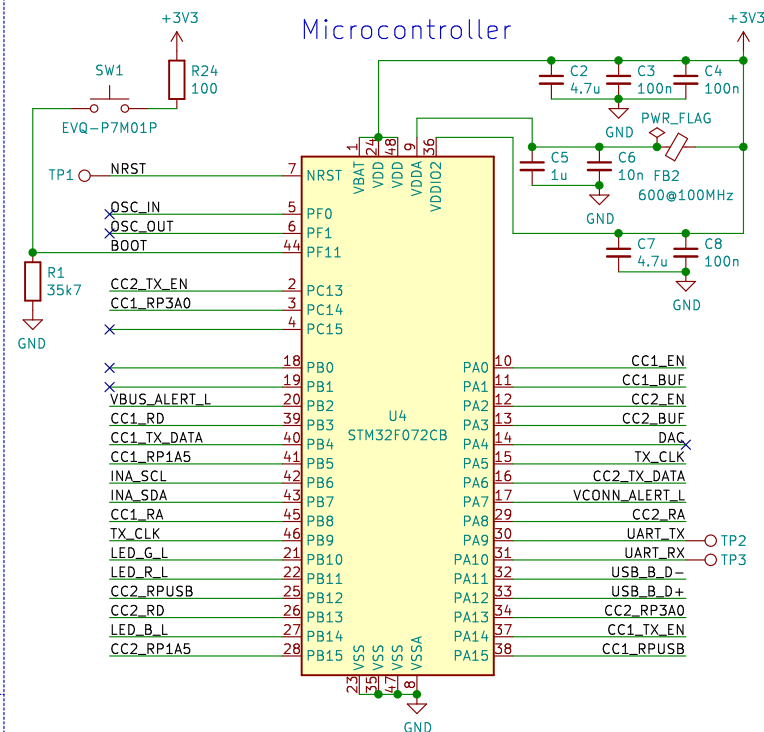 Microcontroller
+3V3
+3V3
SW1
R24
100
EVQ-P7M01P
C2
4.7u
C3
100n
C4
100n
GND
PWR_FLAG
C5
1u
C6
10n
FB2
600@100MHz
GND
C7
4.7u
C8
100n
GND
1 24 48 9 36
VBAT VDD VDD VDDA VDDIO2
TP1 NRST 7 NRST
OSC_IN 5 PF0
OSC_OUT 6 PF1
BOOT 44 PF11
R1
35k7
GND
CC2_TX_EN 2 PC13
CC1_RP3A0 3 PC14
4 PC15
18 PB0
19 PB1
VBUS_ALERT_L 20 PB2
CC1_RD 39 PB3
CC1_TX_DATA 40 PB4
CC1_RP1A5 41 PB5
INA_SCL 42 PB6
INA_SDA 43 PB7
CC1_RA 45 PB8
TX_CLK 46 PB9
LED_G_L 21 PB10
LED_R_L 22 PB11
CC2_RPUSB 25 PB12
CC2_RD 26 PB13
LED_B_L 27 PB14
CC2_RP1A5 28 PB15
U4
STM32F072CB
PA0 10 CC1_EN
PA1 11 CC1_BUF
PA2 12 CC2_EN
PA3 13 CC2_BUF
PA4 14 DAC
PA5 15 TX_CLK
PA6 16 CC2_TX_DATA
PA7 17 VCONN_ALERT_L
PA8 29 CC2_RA
PA9 30 UART_TX TP2
PA10 31 UART_RX TP3
PA11 32 USB_B_D-
PA12 33 USB_B_D+
PA13 34 CC2_RP3A0
PA14 37 CC1_TX_EN
PA15 38 CC1_RPUSB
VSS VSS VSS VSSA
23 35 47 8
GND